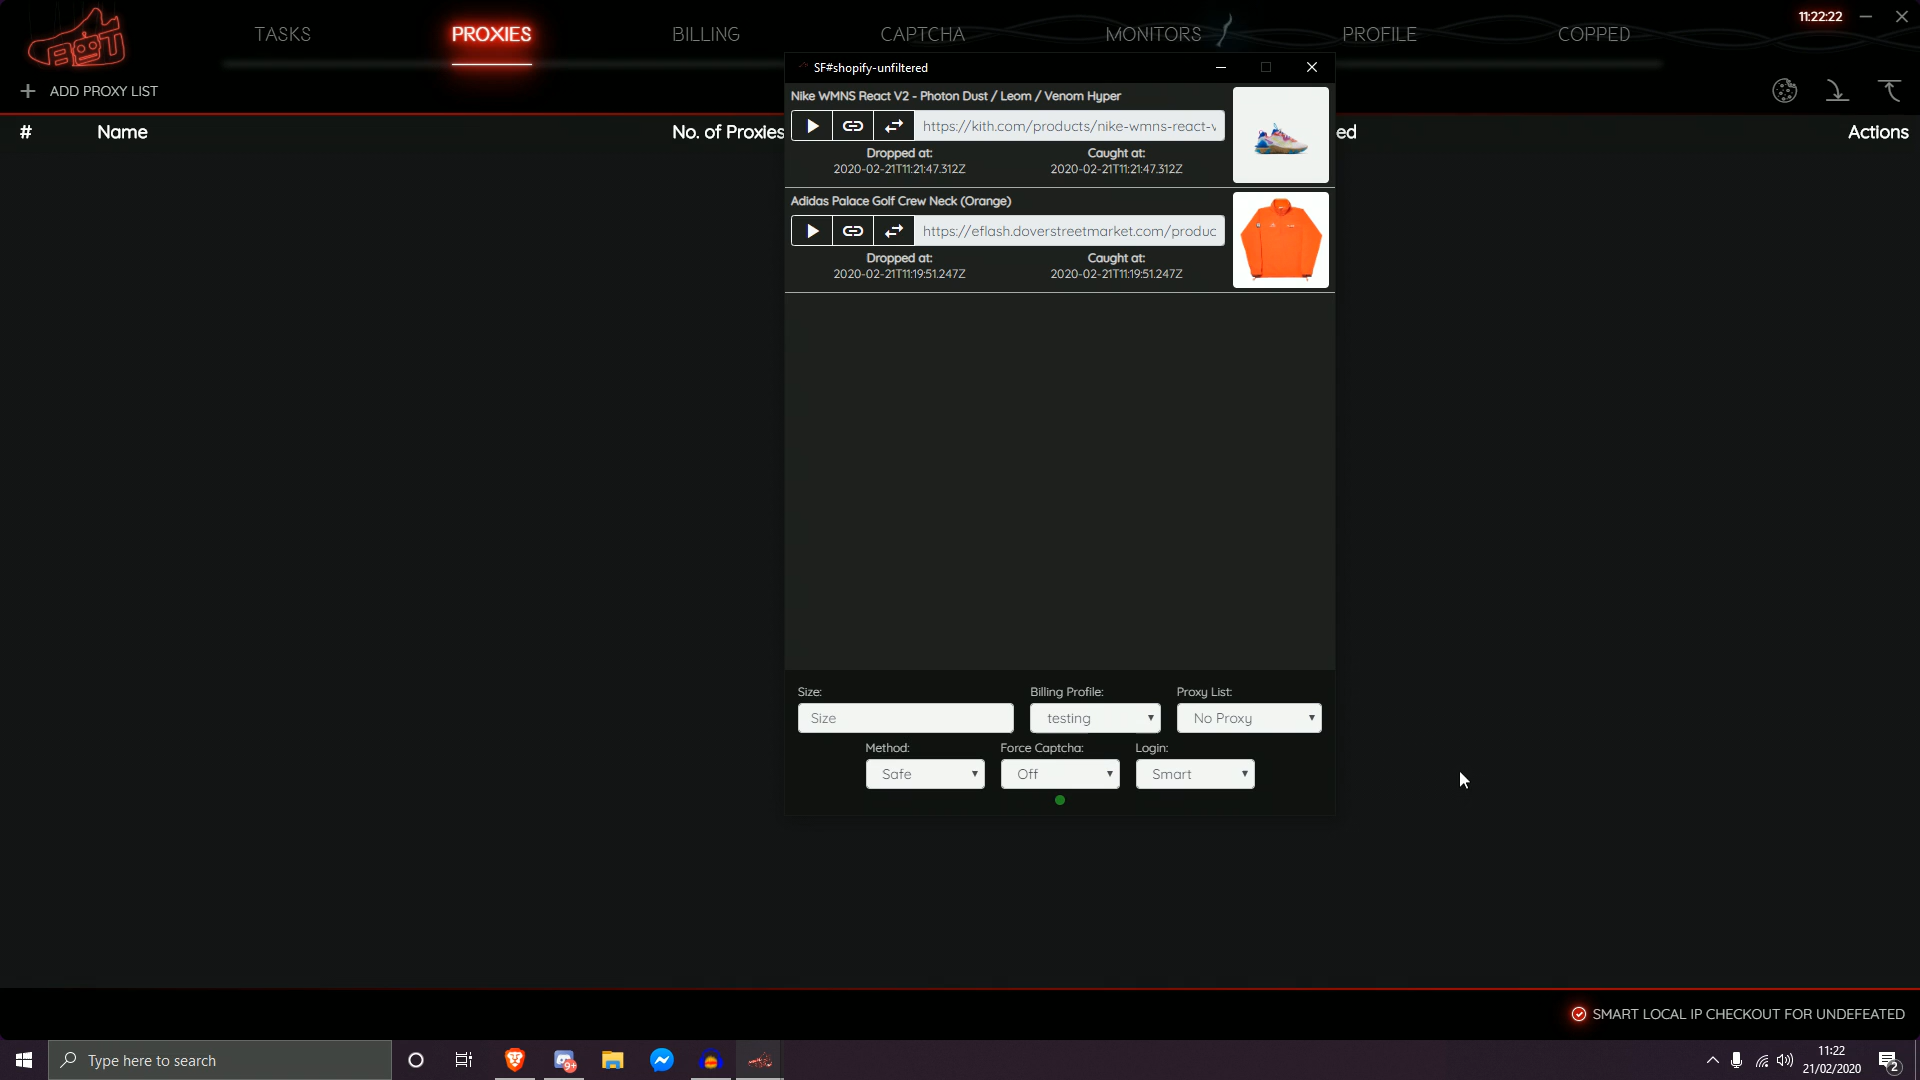 TASKS PROXIES BILLING CAPTCHA MONITORS PROFILE COPPED 11:22:22
SF#shopify-unfiltered
ADD PROXY LIST
# Name No. of Proxies ed Actions
Nike WMNS React V2 - Photon Dust / Leom / Venom Hyper
https://kith.com/products/nike-wmns-react-v
Dropped at: Caught at:
2020-02-21T11:21:47.312Z 2020-02-21T11:21:47.312Z
Adidas Palace Golf Crew Neck (Orange)
https://eflash.doverstreetmarket.com/produc
Dropped at: Caught at:
2020-02-21T11:19:51.247Z 2020-02-21T11:19:51.247Z
Size: Billing Profile: Proxy List:
Size testing No Proxy
Method: Force Captcha: Login:
Safe Off Smart
SMART LOCAL IP CHECKOUT FOR UNDEFEATED
Type here to search
9+
11:22
21/02/2020
2